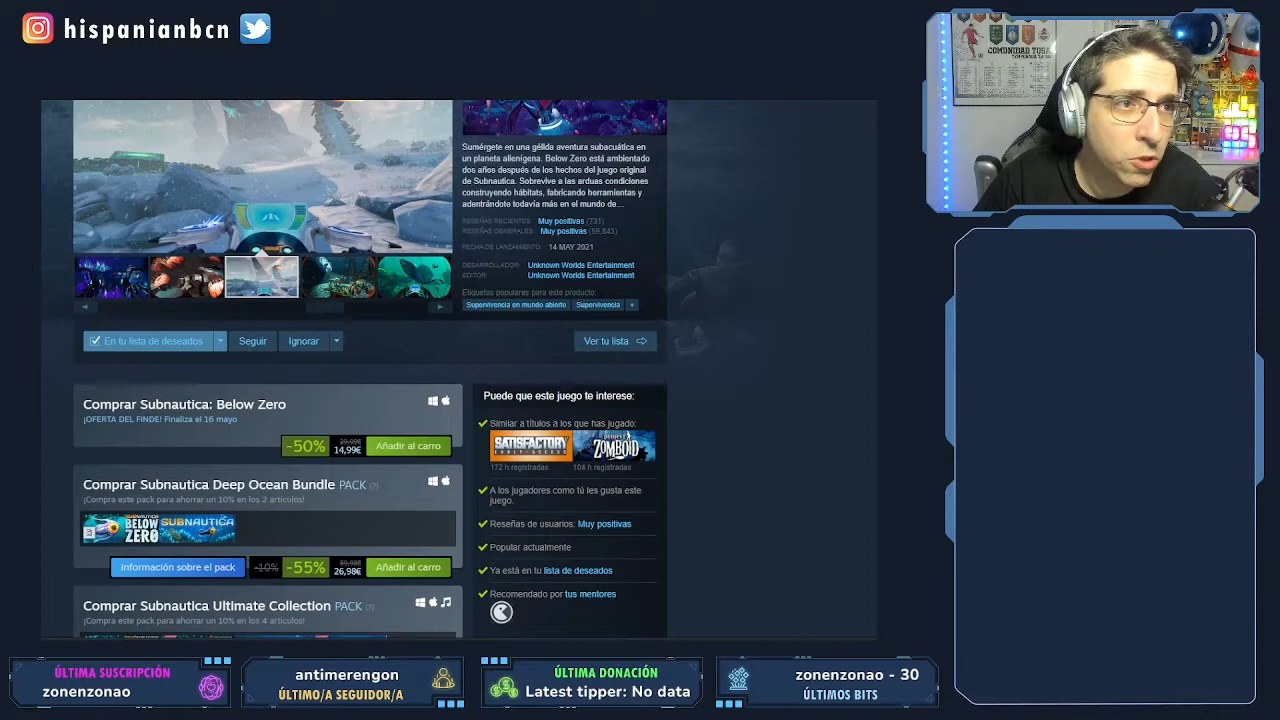 hispanianbcn
COMUNIDAD TUSA
Sumérgete en una gélida aventura subacuática en
un planeta alienígena. Below Zero está ambientado
dos años después de los hechos del juego original
de Subnautica. Sobrevive a las arduas condiciones
construyendo hábitats, fabricando herramientas y
adentrándote todavía más en el mundo de...
RESEÑAS RECIENTES: Muy positivas (731)
RESEÑAS GENERALES: Muy positivas (59,843)
FECHA DE LANZAMIENTO: 14 MAY 2021
DESARROLLADOR: Unknown Worlds Entertainment
EDITOR: Unknown Worlds Entertainment
Etiquetas populares para este producto:
Supervivencia en mundo abierto Supervivencia +
En tu lista de deseados
Seguir
Ignorar
Ver tu lista
Comprar Subnautica: Below Zero
¡OFERTA DEL FINDE! Finaliza el 16 mayo
-50% 29,99€ 14,99€ Añadir al carro
Comprar Subnautica Deep Ocean Bundle PACK (?)
¡Compra este pack para ahorrar un 10% en los 2 artículos!
SUBNAUTICA BELOW ZERO SUBNAUTICA
Información sobre el pack -10% -55% 59,98€ 26,98€ Añadir al carro
Comprar Subnautica Ultimate Collection PACK (?)
¡Compra este pack para ahorrar un 10% en los 4 artículos!
Puede que este juego te interese:
Similar a títulos a los que has jugado:
SATISFACTORY EARLY ACCESS
project ZOMBOID
172 h registradas
104 h registradas
A los jugadores como tú les gusta este
juego.
Reseñas de usuarios: Muy positivas
Popular actualmente
Ya está en tu lista de deseados
Recomendado por tus mentores
ÚLTIMA SUSCRIPCIÓN
zonenzonao
antimerengon
ÚLTIMO/A SEGUIDOR/A
ÚLTIMA DONACIÓN
Latest tipper: No data
zonenzonao - 30
ÚLTIMOS BITS